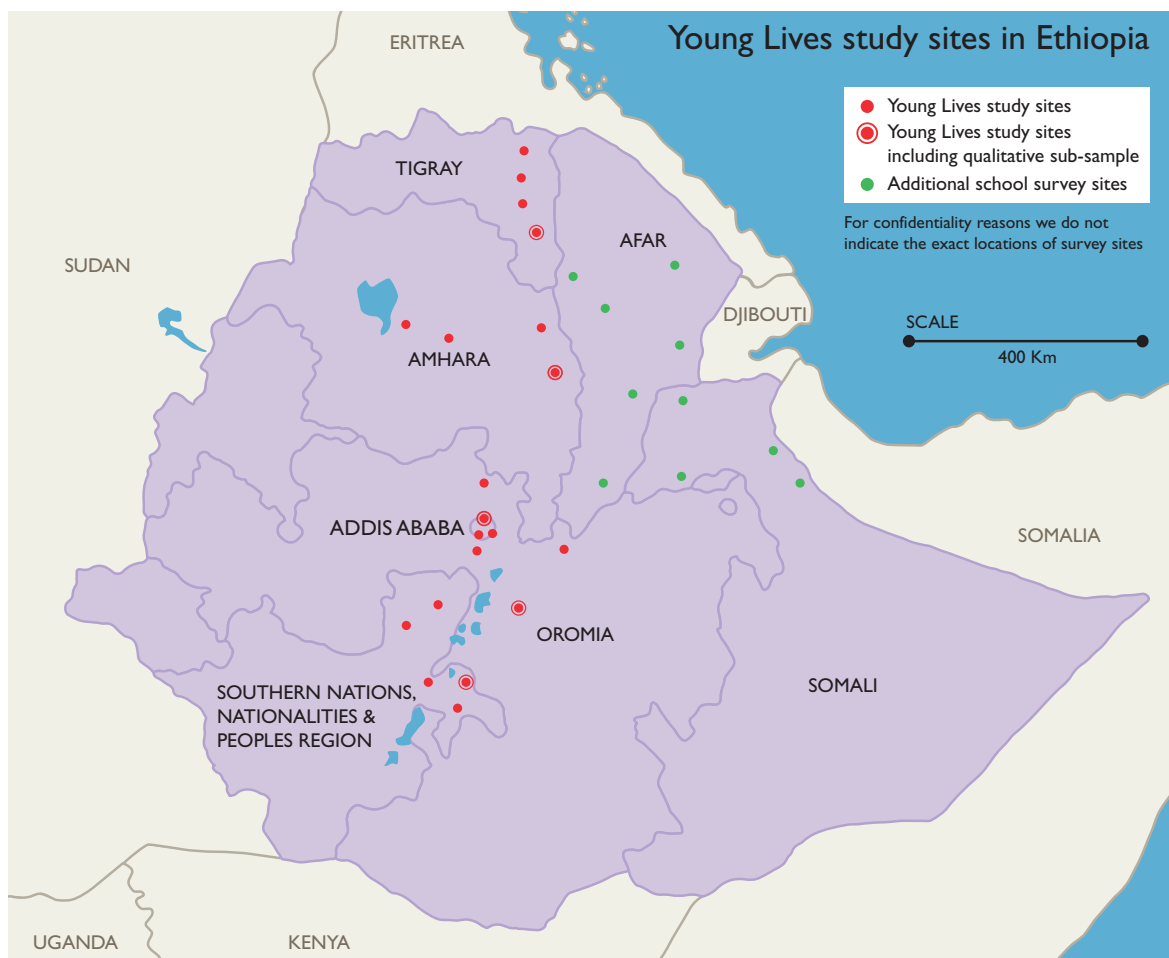 Young Lives study sites in Ethiopia
ERITREA
Young Lives study sites
Young Lives study sites
including qualitative sub-sample
Additional school survey sites
For confidentiality reasons we do not
indicate the exact locations of survey sites
TIGRAY
AFAR
SUDAN
DJIBOUTI
SCALE
400 Km
AMHARA
ADDIS ABABA
SOMALIA
OROMIA
SOMALI
SOUTHERN NATIONS,
NATIONALITIES &
PEOPLES REGION
UGANDA
KENYA